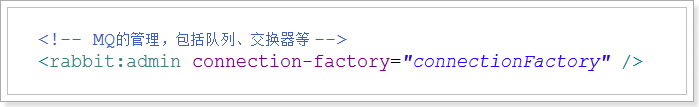 <!-- MQ的管理，包括队列、交换器等 -->
<rabbit:admin connection-factory="connectionFactory" />